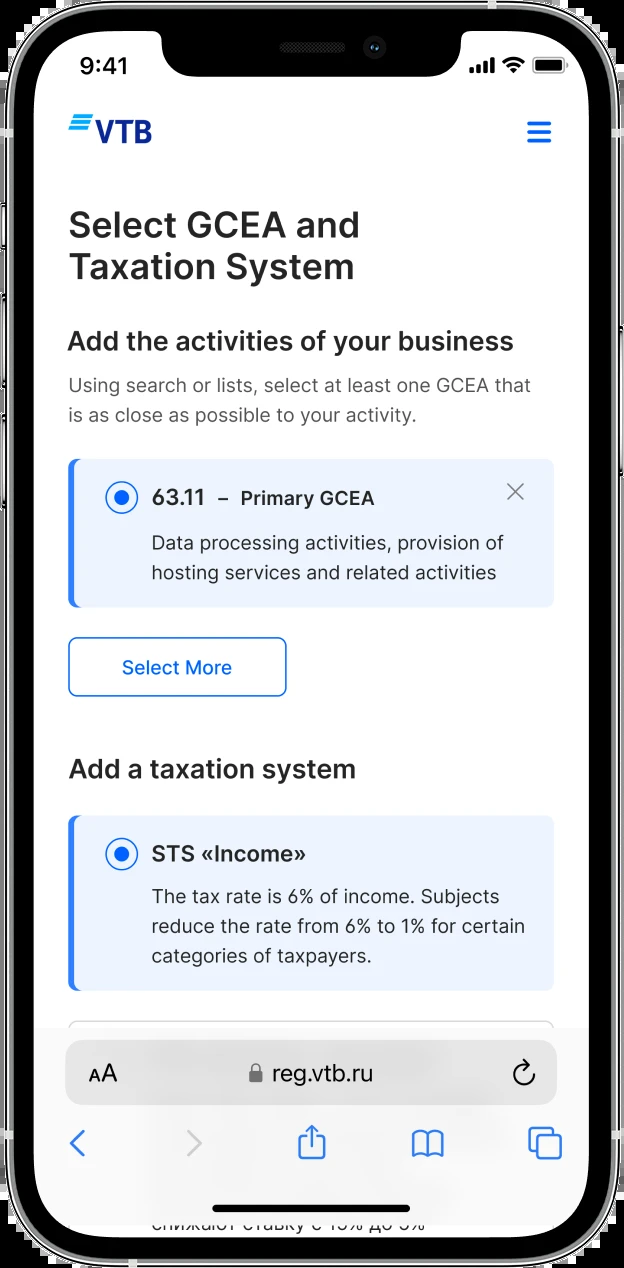 9:41
VTB
Select GCEA and
Taxation System
Add the activities of your business
Using search or lists, select at least one GCEA that
is as close as possible to your activity.
63.11 – Primary GCEA
Data processing activities, provision of
hosting services and related activities
Select More
Add a taxation system
STS «Income»
The tax rate is 6% of income. Subjects
reduce the rate from 6% to 1% for certain
categories of taxpayers.
AA reg.vtb.ru
снижают ставку с 15% до 5%